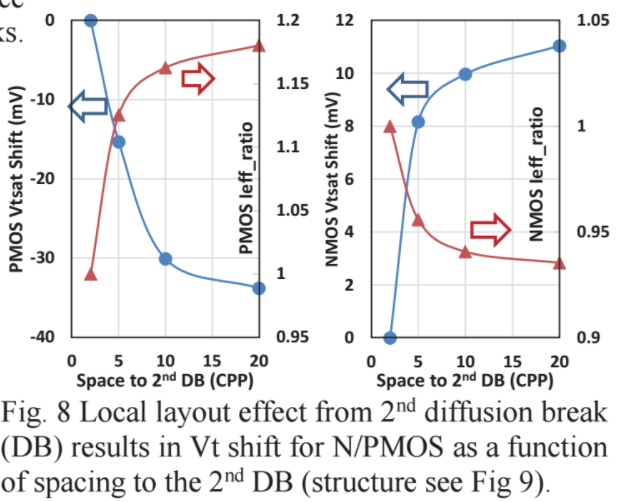 ce
ks.
0
-10
-20
-30
-40
PMOS Vtsat Shift (mV)
1.2
1.15
1.1
1.05
1
0.95
PMOS Ieff_ratio
0 5 10 15 20
Space to 2nd DB (CPP)
12
10
8
6
4
2
0
NMOS Vtsat Shift (mV)
1.05
1
0.95
0.9
NMOS Ieff_ratio
0 5 10 15 20
Space to 2nd DB (CPP)
Fig. 8 Local layout effect from 2nd diffusion break
(DB) results in Vt shift for N/PMOS as a function
of spacing to the 2nd DB (structure see Fig 9).